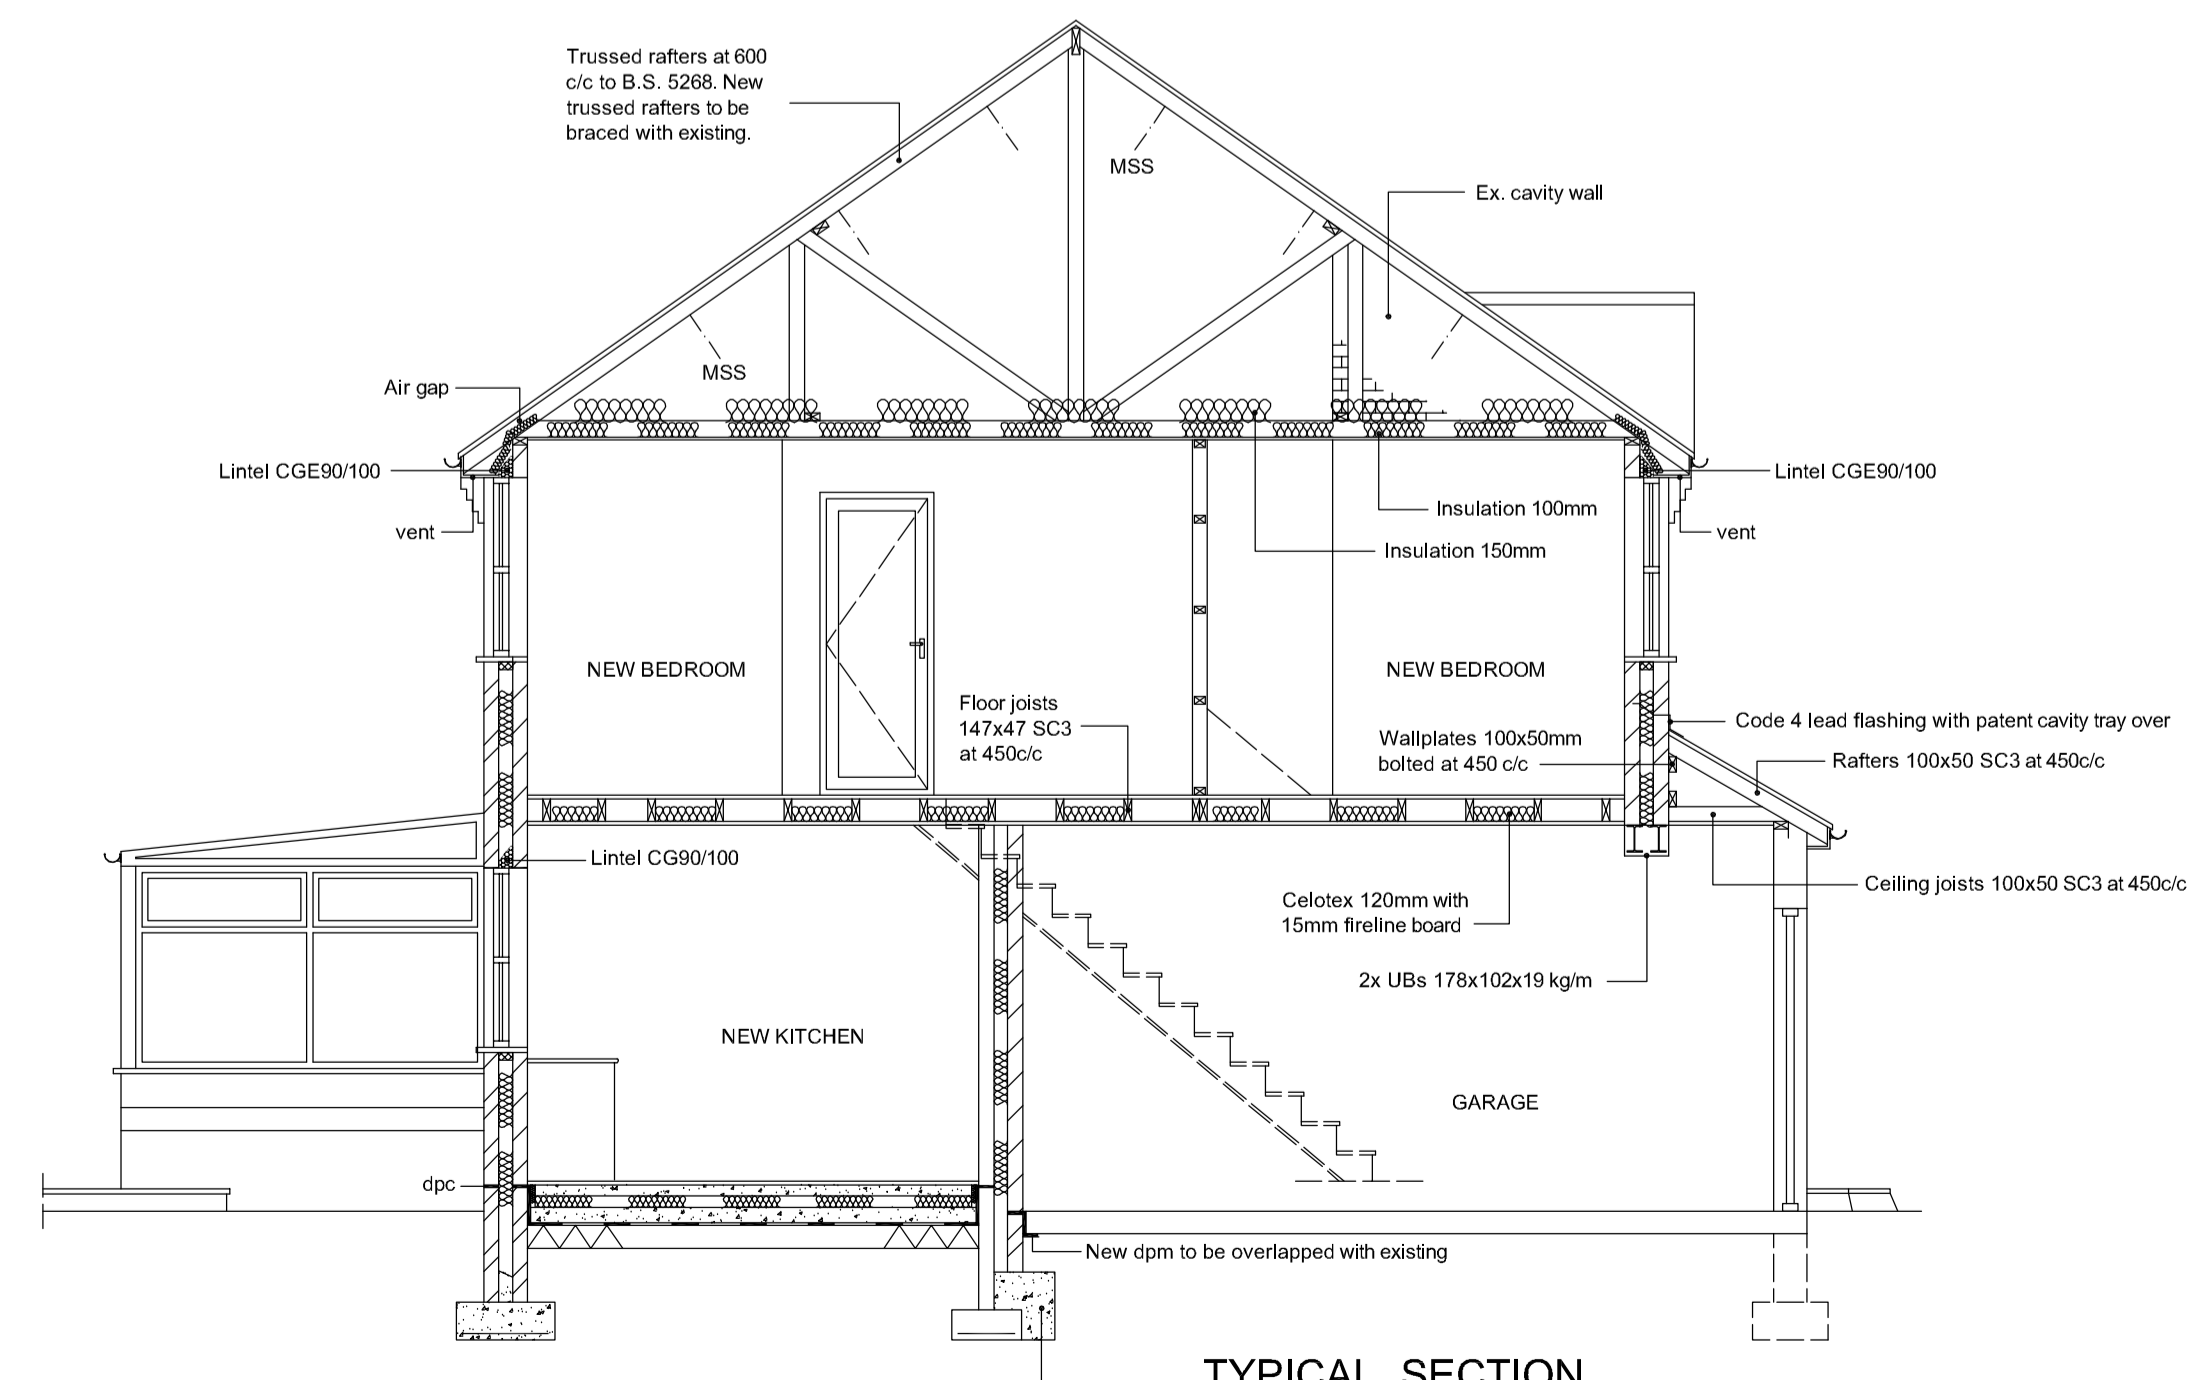 Trussed rafters at 600
c/c to B.S. 5268. New
trussed rafters to be
braced with existing.
MSS
Ex. cavity wall
MSS
Air gap
Lintel CGE90/100
Lintel CGE90/100
Insulation 100mm
vent
vent
Insulation 150mm
NEW BEDROOM
NEW BEDROOM
Floor joists
147x47 SC3
at 450c/c
Code 4 lead flashing with patent cavity tray over
Wallplates 100x50mm
bolted at 450 c/c
Rafters 100x50 SC3 at 450c/c
Lintel CG90/100
Ceiling joists 100x50 SC3 at 450c/c
Celotex 120mm with
15mm fireline board
2x UBs 178x102x19 kg/m
NEW KITCHEN
GARAGE
dpc
New dpm to be overlapped with existing
TYPICAL SECTION